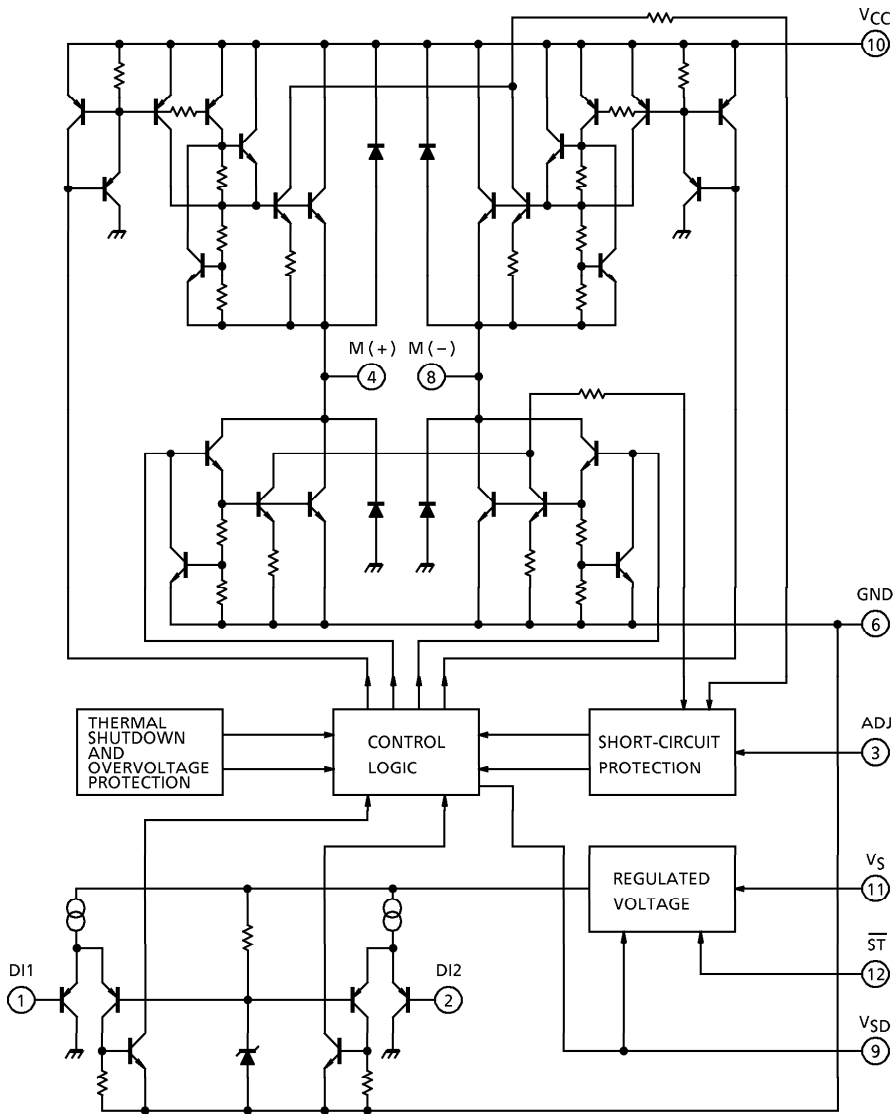 VCC
10
M(+)
M(−)
4
8
GND
6
THERMAL
SHUTDOWN
AND
OVERVOLTAGE
PROTECTION
CONTROL
LOGIC
SHORT-CIRCUIT
PROTECTION
ADJ
3
REGULATED
VOLTAGE
VS
11
S̅T̅
12
DI1
1
DI2
2
VSD
9